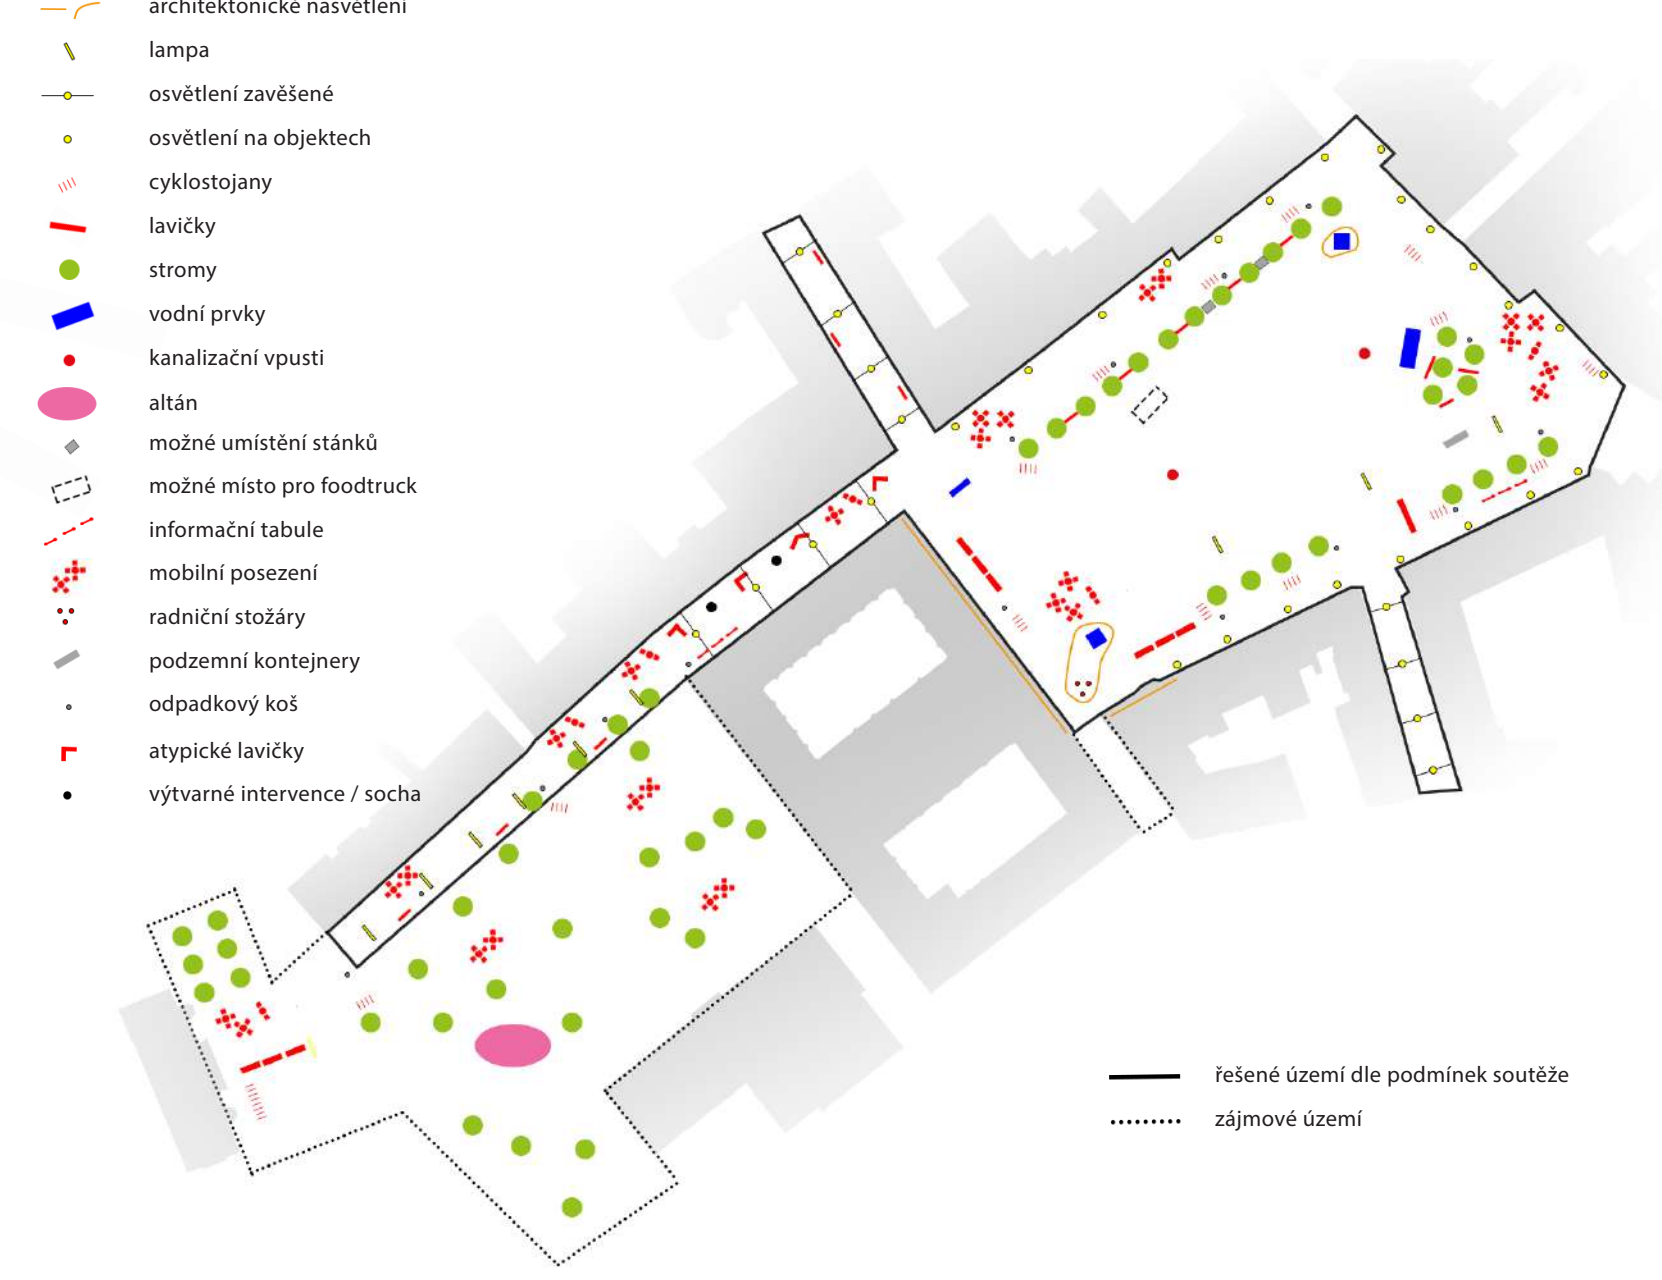 architektonické nasvětlení
lampa
osvětlení zavěšené
osvětlení na objektech
cyklostojany
lavičky
stromy
vodní prvky
kanalizační vpusti
altán
možné umístění stánků
možné místo pro foodtruck
informační tabule
mobilní posezení
radniční stožáry
podzemní kontejnery
odpadkový koš
atypické lavičky
výtvarné intervence / socha
řešené území dle podmínek soutěže
zájmové území